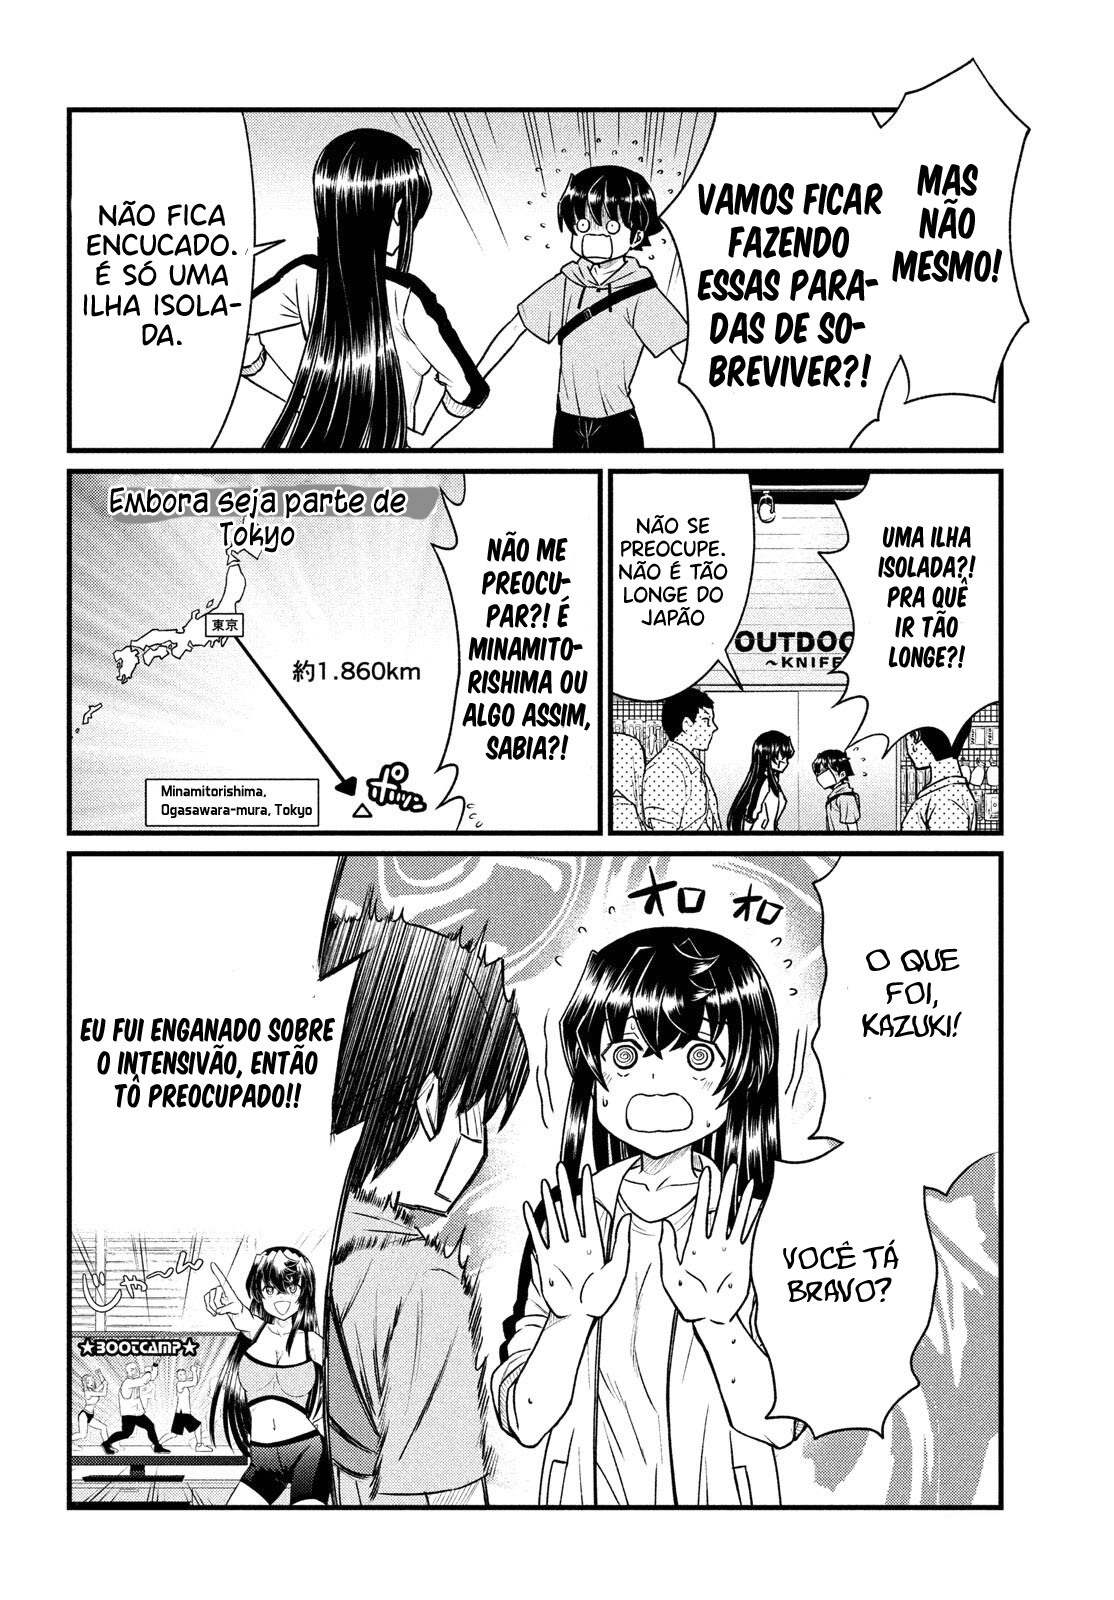 MAS
NÃO
MESMO!
VAMOS FICAR
FAZENDO
ESSAS PARA-
DAS DE SO-
BREVIVER?!
NÃO FICA
ENCUCADO.
É SÓ UMA
ILHA ISOLA-
DA.
UMA ILHA
ISOLADA?!
PRA QUÊ
IR TÃO
LONGE?!
NÃO SE
PREOCUPE.
NÃO É TÃO
LONGE DO
JAPÃO
OUTDOO
~KNIFE
NÃO ME
PREOCU-
PAR?! É
MINAMITO-
RISHIMA OU
ALGO ASSIM,
SABIA?!
Embora seja parte de
Tokyo
東京
約1.860km
Minamitorishima,
Ogasawara-mura, Tokyo
オロ オロ
O QUE
FOI,
KAZUKI!
VOCÊ TÁ
BRAVO?
EU FUI ENGANADO SOBRE
O INTENSIVÃO, ENTÃO
TÔ PREOCUPADO!!
じゃーん
★BOOTCAMP★